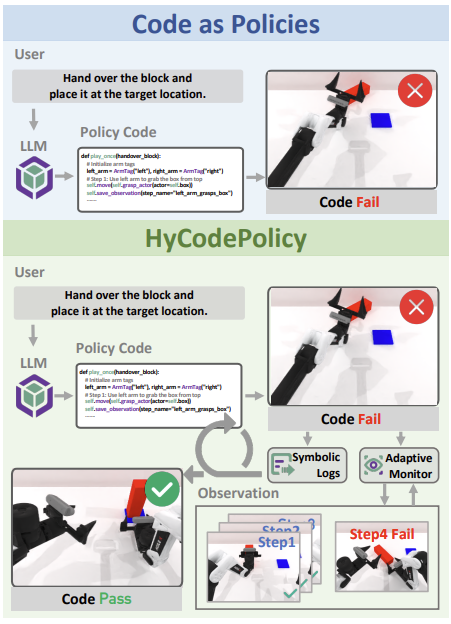 Code as Policies
User
Hand over the block and
place it at the target location.
LLM
Policy Code
def play_once(handover_block):
# Initialize arm tags
left_arm = ArmTag("left"), right_arm = ArmTag("right")
# Step 1: Use left arm to grab the box from top
self.move(self.grasp_actor(actor=self.box))
self.save_observation(step_name="left_arm_grasps_box")
......
Code Fail
HyCodePolicy
User
Hand over the block and
place it at the target location.
LLM
Policy Code
def play_once(handover_block):
# Initialize arm tags
left_arm = ArmTag("left"), right_arm = ArmTag("right")
# Step 1: Use left arm to grab the box from top
self.move(self.grasp_actor(actor=self.box))
self.save_observation(step_name="left_arm_grasps_box")
......
Code Fail
Symbolic
Logs
Adaptive
Monitor
Observation
Step2
Step1
Step4 Fail
Code Pass